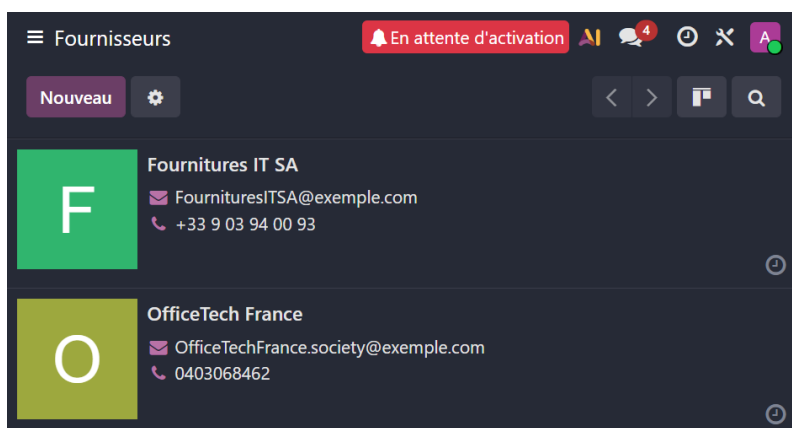 Fournisseurs
En attente d'activation
AI
4
A
Nouveau
F
Fournitures IT SA
FournituresITSA@exemple.com
+33 9 03 94 00 93
O
OfficeTech France
OfficeTechFrance.society@exemple.com
0403068462